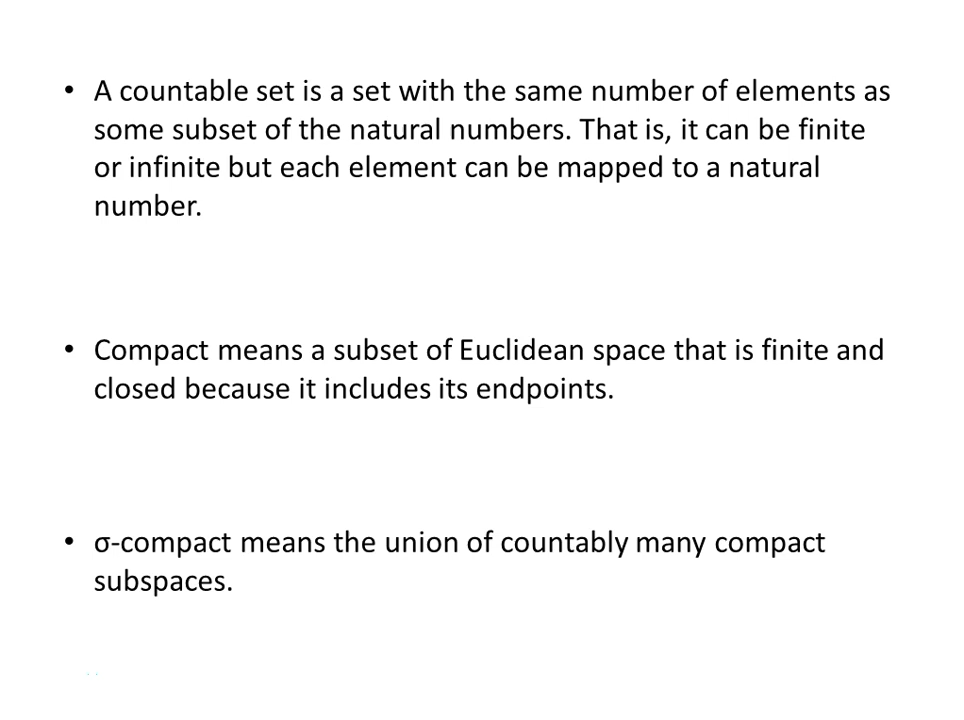 • A countable set is a set with the same number of elements as
some subset of the natural numbers. That is, it can be finite
or infinite but each element can be mapped to a natural
number.
• Compact means a subset of Euclidean space that is finite and
closed because it includes its endpoints.
• σ-compact means the union of countably many compact
subspaces.